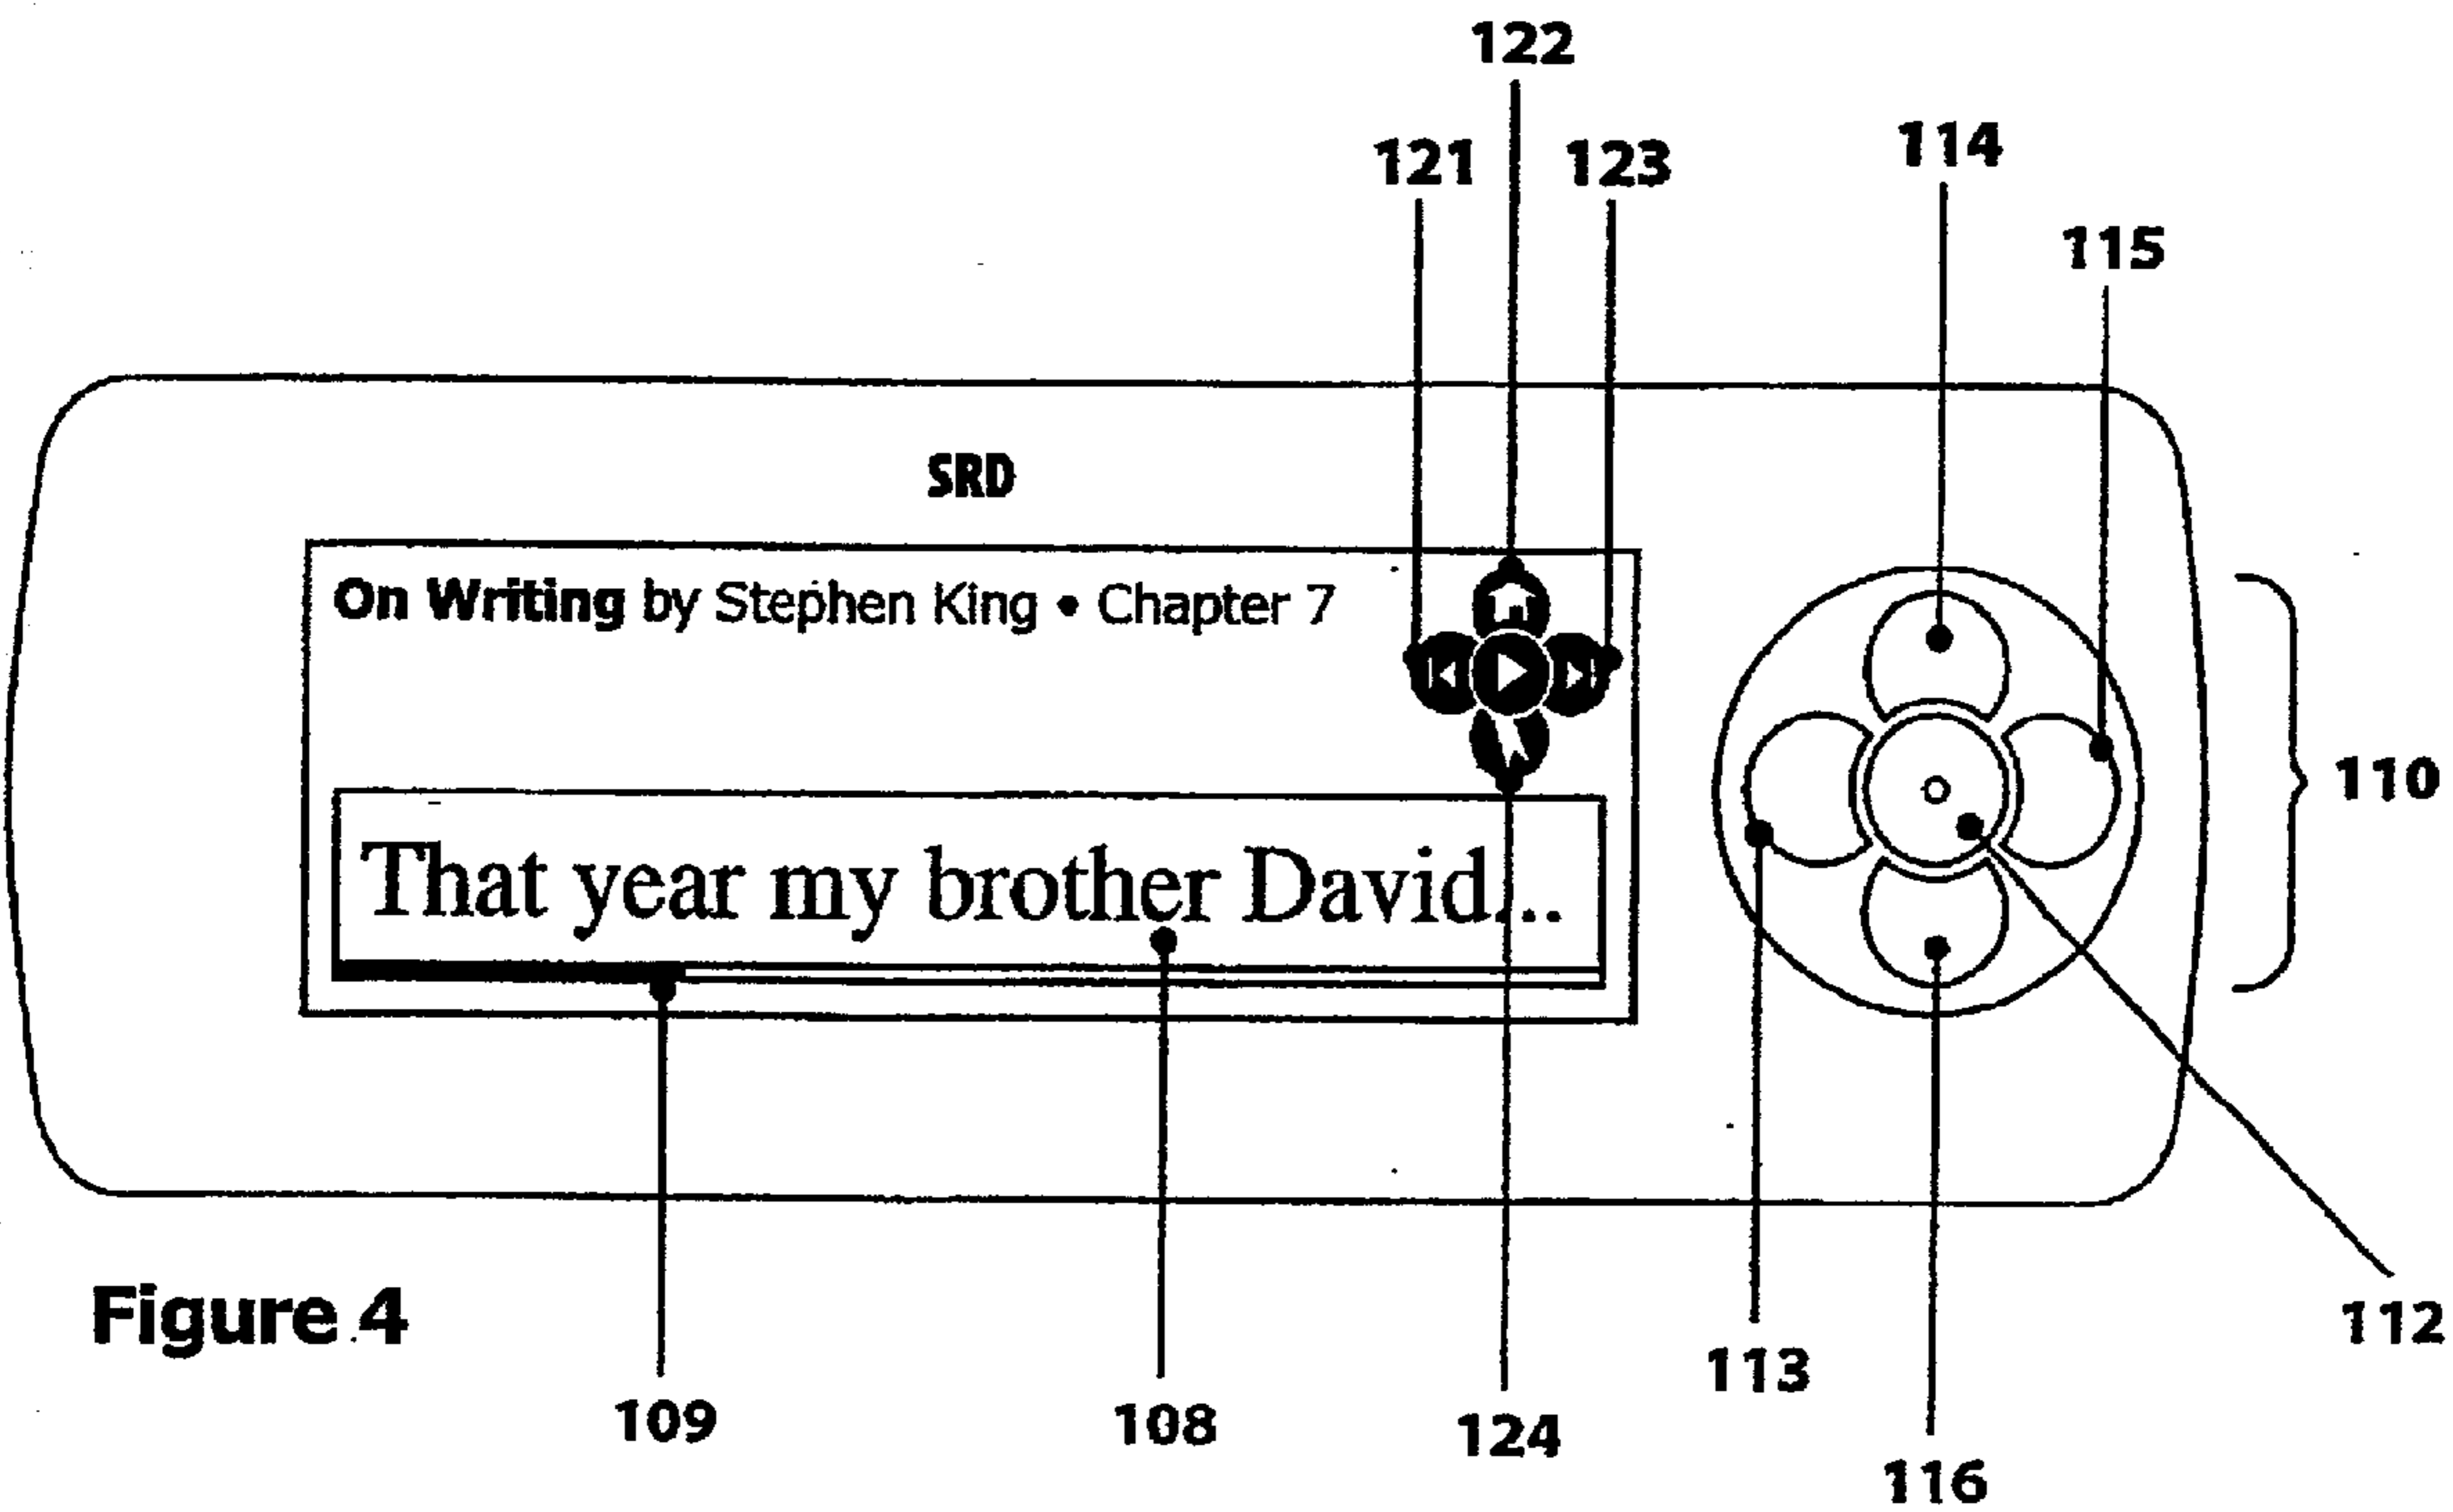 122
121 123 114
115
SRD
On Writing by Stephen King • Chapter 7
110
That year my brother David...
Figure 4
112
113
109 108 124
116